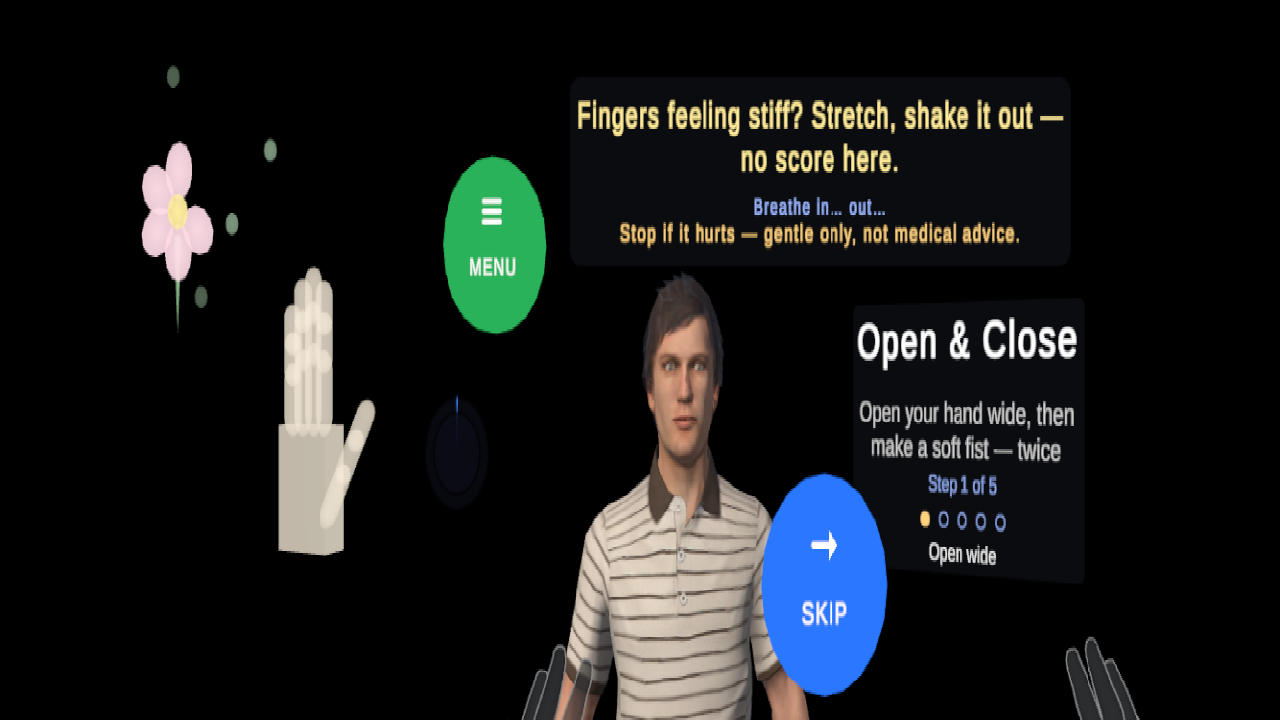 Fingers feeling stiff? Stretch, shake it out —
no score here.
Breathe in... out...
Stop if it hurts — gentle only, not medical advice.
MENU
Open & Close
Open your hand wide, then
make a soft fist — twice
Step 1 of 5
Open wide
SKIP